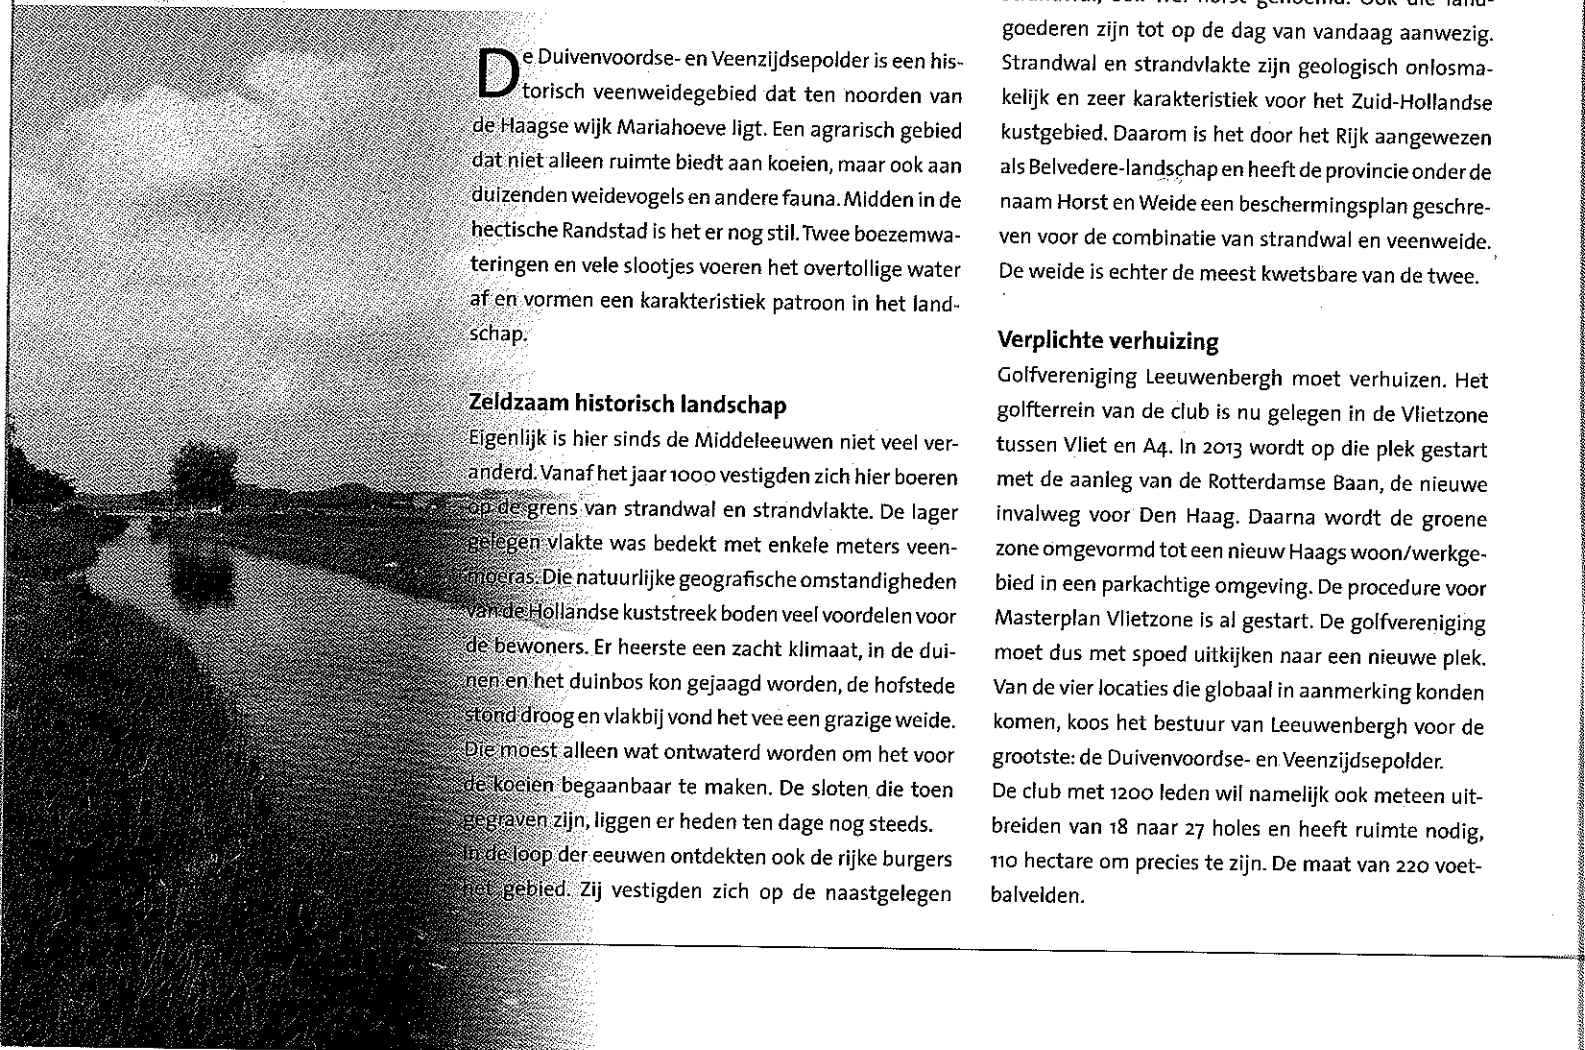 De Duivenvoordse- en Veenzijdsepolder is een his-
torisch veenweidegebied dat ten noorden van
de Haagse wijk Mariahoeve ligt. Een agrarisch gebied
dat niet alleen ruimte biedt aan koeien, maar ook aan
duizenden weidevogels en andere fauna. Midden in de
hectische Randstad is het er nog stil. Twee boezemwa-
teringen en vele slootjes voeren het overtollige water
af en vormen een karakteristiek patroon in het land-
schap.
Zeldzaam historisch landschap
Eigenlijk is hier sinds de Middeleeuwen niet veel ver-
anderd. Vanaf het jaar 1000 vestigden zich hier boeren
op de grens van strandwal en strandvlakte. De lager
gelegen vlakte was bedekt met enkele meters veen-
moeras. Die natuurlijke geografische omstandigheden
van de Hollandse kuststreek boden veel voordelen voor
de bewoners. Er heerste een zacht klimaat, in de dui-
nen en het duinbos kon gejaagd worden, de hofstede
stond droog en vlakbij vond het vee een grazige weide.
Die moest alleen wat ontwaterd worden om het voor
de koeien begaanbaar te maken. De sloten die toen
gegraven zijn, liggen er heden ten dage nog steeds.
In de loop der eeuwen ontdekten ook de rijke burgers
het gebied. Zij vestigden zich op de naastgelegen
genoemd. Ook die land-
goederen zijn tot op de dag van vandaag aanwezig.
Strandwal en strandvlakte zijn geologisch onlosma-
kelijk en zeer karakteristiek voor het Zuid-Hollandse
kustgebied. Daarom is het door het Rijk aangewezen
als Belvedere-landschap en heeft de provincie onder de
naam Horst en Weide een beschermingsplan geschre-
ven voor de combinatie van strandwal en veenweide.
De weide is echter de meest kwetsbare van de twee.
Verplichte verhuizing
Golfvereniging Leeuwenbergh moet verhuizen. Het
golfterrein van de club is nu gelegen in de Vlietzone
tussen Vliet en A4. In 2013 wordt op die plek gestart
met de aanleg van de Rotterdamse Baan, de nieuwe
invalweg voor Den Haag. Daarna wordt de groene
zone omgevormd tot een nieuw Haags woon/werkge-
bied in een parkachtige omgeving. De procedure voor
Masterplan Vlietzone is al gestart. De golfvereniging
moet dus met spoed uitkijken naar een nieuwe plek.
Van de vier locaties die globaal in aanmerking konden
komen, koos het bestuur van Leeuwenbergh voor de
grootste: de Duivenvoordse- en Veenzijdsepolder.
De club met 1200 leden wil namelijk ook meteen uit-
breiden van 18 naar 27 holes en heeft ruimte nodig,
110 hectare om precies te zijn. De maat van 220 voet-
balvelden.